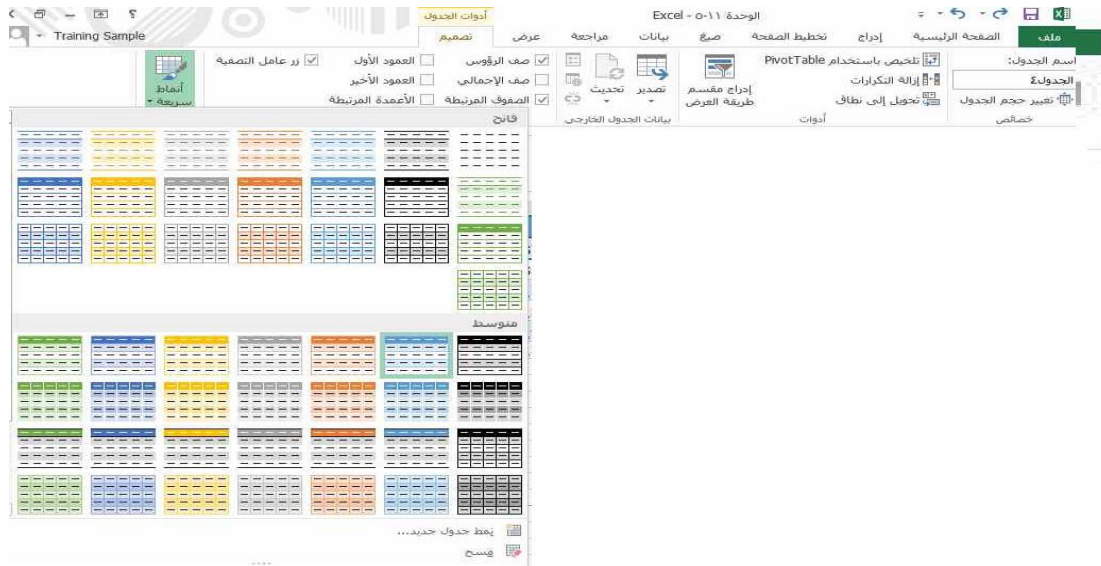 الوحدة ١١-٥ - Excel
أدوات الجدول
ملف
الصفحة الرئيسية
إدراج
تخطيط الصفحة
صيغ
بيانات
مراجعة
عرض
تصميم
Training Sample
اسم الجدول:
الجدول٤
تغيير حجم الجدول
خصائص
تلخيص باستخدام PivotTable
إزالة التكرارات
تحويل إلى نطاق
إدراج مقسم
طريقة العرض
أدوات
تصدير
تحديث
بيانات الجدول الخارجي
صف الرؤوس
صف الإجمالي
الصفوف المرتبطة
العمود الأول
العمود الأخير
الأعمدة المرتبطة
زر عامل التصفية
أنماط
سريعة
فاتح
متوسط
نمط جدول جديد...
مسح